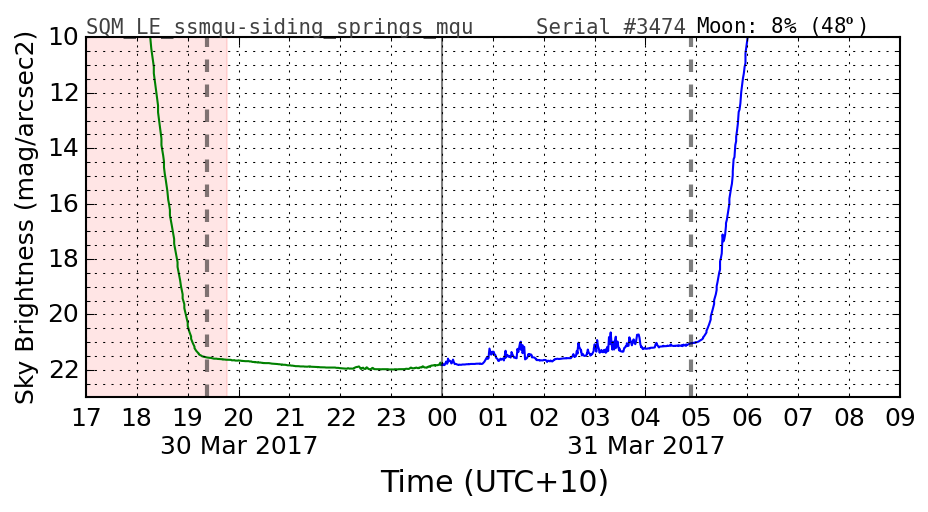 SQM_LE_ssmqu-siding_springs_mqu Serial #3474 Moon: 8% (48°)
10
12
14
16
18
20
22
Sky Brightness (mag/arcsec2)
17 18 19 20 21 22 23 00 01 02 03 04 05 06 07 08 09
30 Mar 2017 31 Mar 2017
Time (UTC+10)